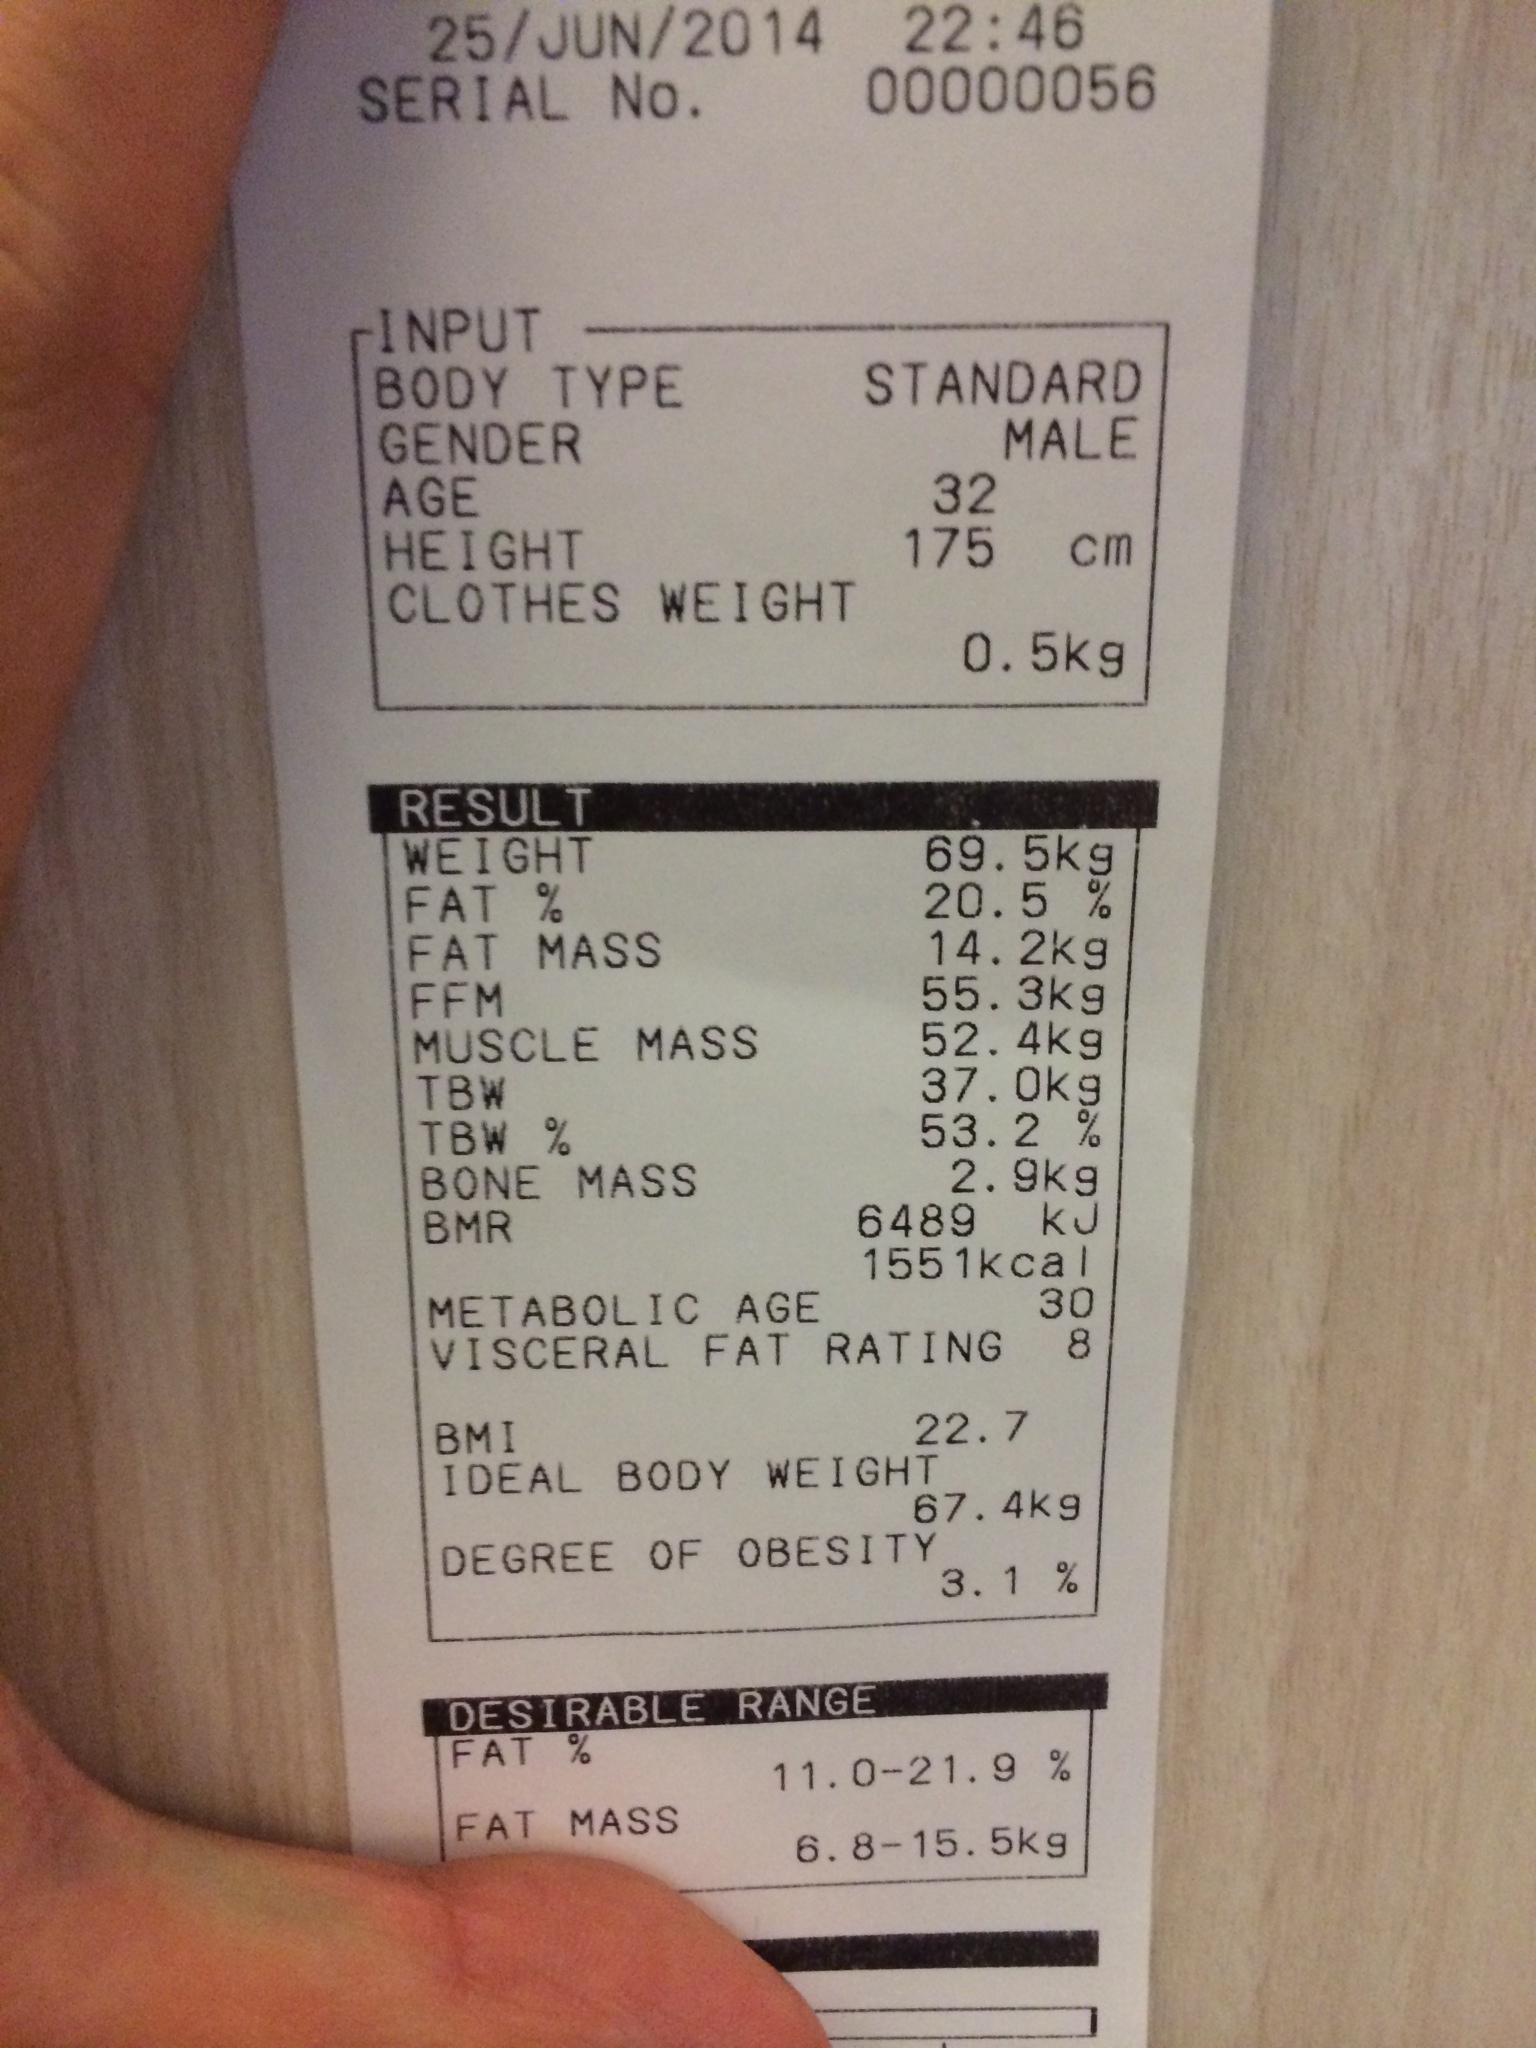 25/JUN/2014 22:46
SERIAL No. 00000056
INPUT
BODY TYPE STANDARD
GENDER MALE
AGE 32
HEIGHT 175 cm
CLOTHES WEIGHT
0.5kg
RESULT
WEIGHT 69.5kg
FAT % 20.5 %
FAT MASS 14.2kg
FFM 55.3kg
MUSCLE MASS 52.4kg
TBW 37.0kg
TBW % 53.2 %
BONE MASS 2.9kg
BMR 6489 kJ
1551kcal
METABOLIC AGE 30
VISCERAL FAT RATING 8
BMI 22.7
IDEAL BODY WEIGHT
67.4kg
DEGREE OF OBESITY
3.1 %
DESIRABLE RANGE
FAT %
11.0-21.9 %
FAT MASS
6.8-15.5kg